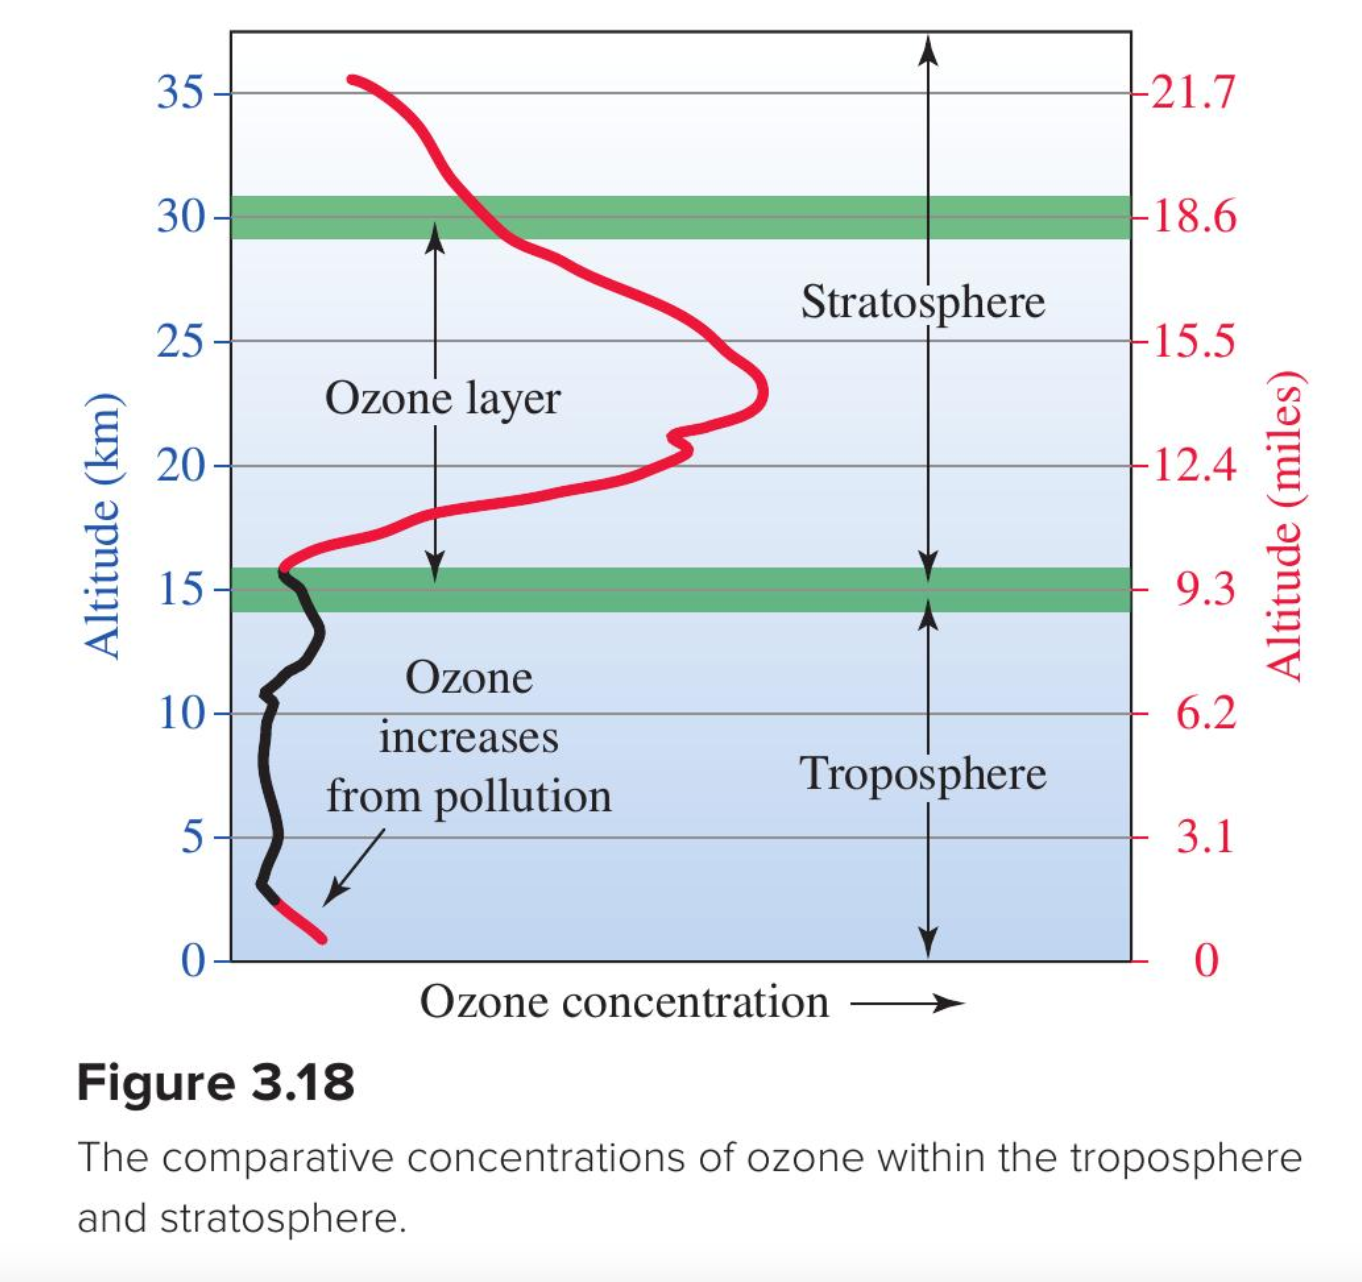 35
30
25
20
15
10
5
0
Altitude (km)
21.7
18.6
15.5
12.4
9.3
6.2
3.1
0
Altitude (miles)
Stratosphere
Ozone layer
Ozone
increases
from pollution
Troposphere
Ozone concentration
Figure 3.18
The comparative concentrations of ozone within the troposphere
and stratosphere.